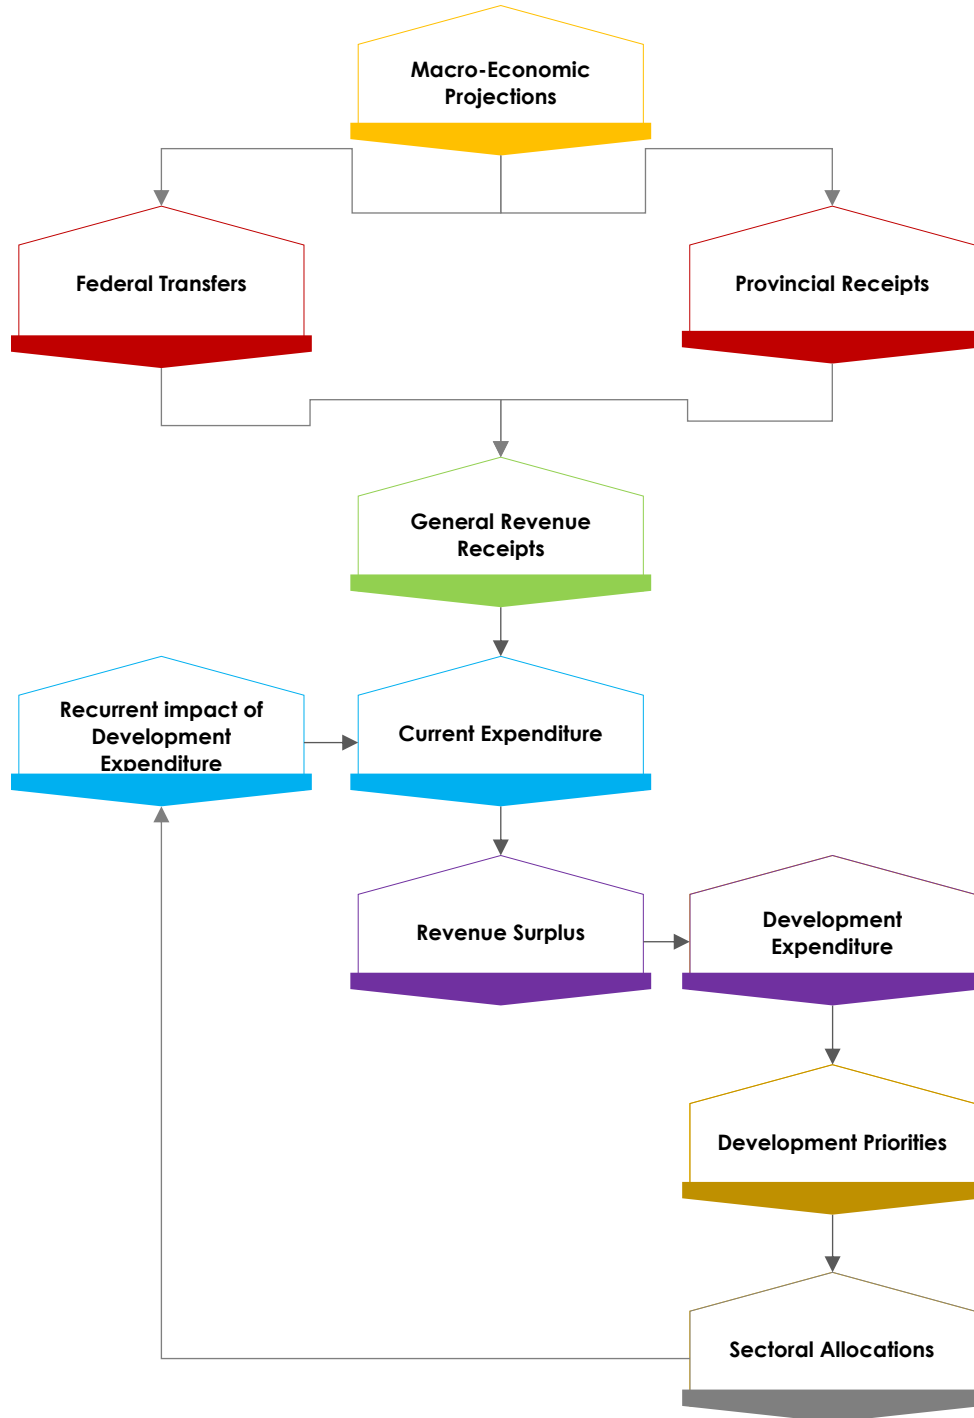 Macro-Economic
Projections
Federal Transfers
Provincial Receipts
General Revenue
Receipts
Recurrent impact of
Development
Expenditure
Current Expenditure
Revenue Surplus
Development
Expenditure
Development Priorities
Sectoral Allocations